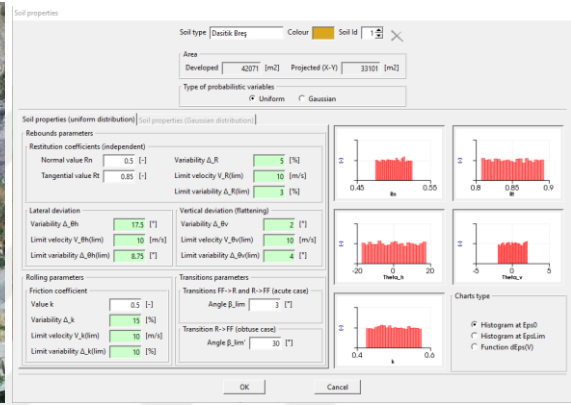 Soil properties
Soil type Dasitik Breş Colour Soil Id 1
Area
Developed 42071 [m2] Projected (X-Y) 33101 [m2]
Type of probabilistic variables
Uniform Gaussian
Soil properties (uniform distribution) Soil properties (Gaussian distribution)
Rebounds parameters
Restitution coefficients (independent)
Normal value Rn 0.5 [-] Variability Δ_R 5 [%]
Tangential value Rt 0.85 [-] Limit velocity V_R(lim) 10 [m/s]
Limit variability Δ_R(lim) 3 [%]
Lateral deviation Vertical deviation (flattening)
Variability Δ_θh 17.5 [°] Variability Δ_θv 2 [°]
Limit velocity V_θh(lim) 10 [m/s] Limit velocity V_θv(lim) 10 [m/s]
Limit variability Δ_θh(lim) 8.75 [°] Limit variability Δ_θv(lim) 4 [°]
Rolling parameters Transitions parameters
Friction coefficient Transitions FF->R and R->FF (acute case)
Value k 0.5 [-] Angle β_lim 3 [°]
Variability Δ_k 15 [%]
Limit velocity V_k(lim) 10 [m/s] Transition R->FF (obtuse case)
Limit variability Δ_k(lim) 10 [%] Angle β_lim' 30 [°]
0.45 0.55
Rn
0.8 0.85 0.9
Rt
-20 0 20
Theta_h
-5 0 5
Theta_v
0.4 0.6
k
Charts type
Histogram at Eps0
Histogram at EpsLim
Function dEps(V)
OK Cancel